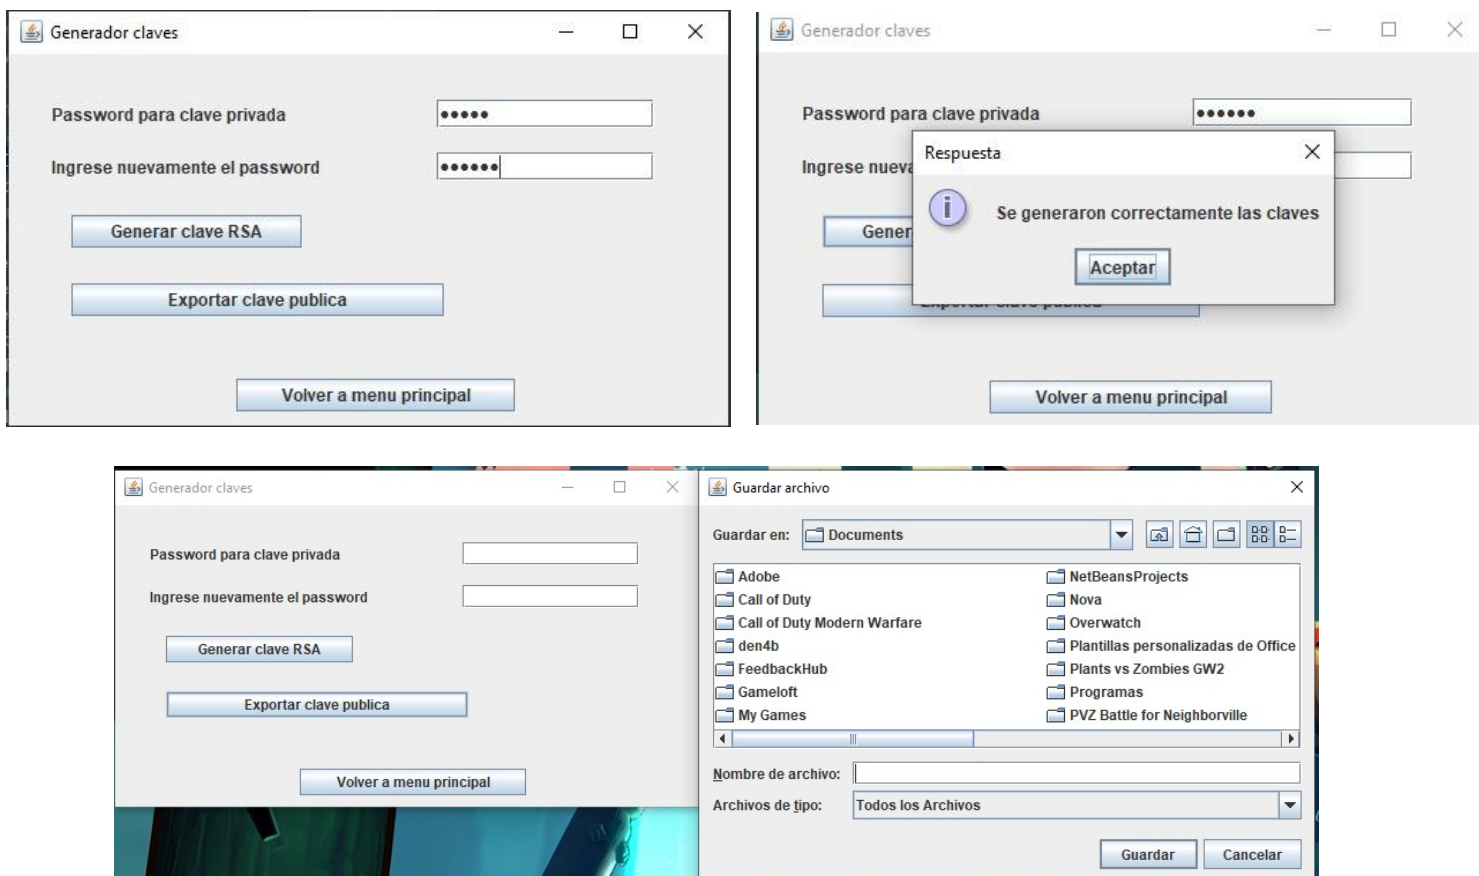 Generador claves
Password para clave privada
•••••
Ingrese nuevamente el password
••••••
Generar clave RSA
Exportar clave publica
Volver a menu principal
Generador claves
Password para clave privada
••••••
Ingrese nueva
Gener
Respuesta
Se generaron correctamente las claves
Aceptar
Exportar clave publica
Volver a menu principal
Generador claves
Password para clave privada
Ingrese nuevamente el password
Generar clave RSA
Exportar clave publica
Volver a menu principal
Guardar archivo
Guardar en: Documents
Adobe
Call of Duty
Call of Duty Modern Warfare
den4b
FeedbackHub
Gameloft
My Games
NetBeansProjects
Nova
Overwatch
Plantillas personalizadas de Office
Plants vs Zombies GW2
Programas
PVZ Battle for Neighborville
Nombre de archivo:
Archivos de tipo: Todos los Archivos
Guardar Cancelar